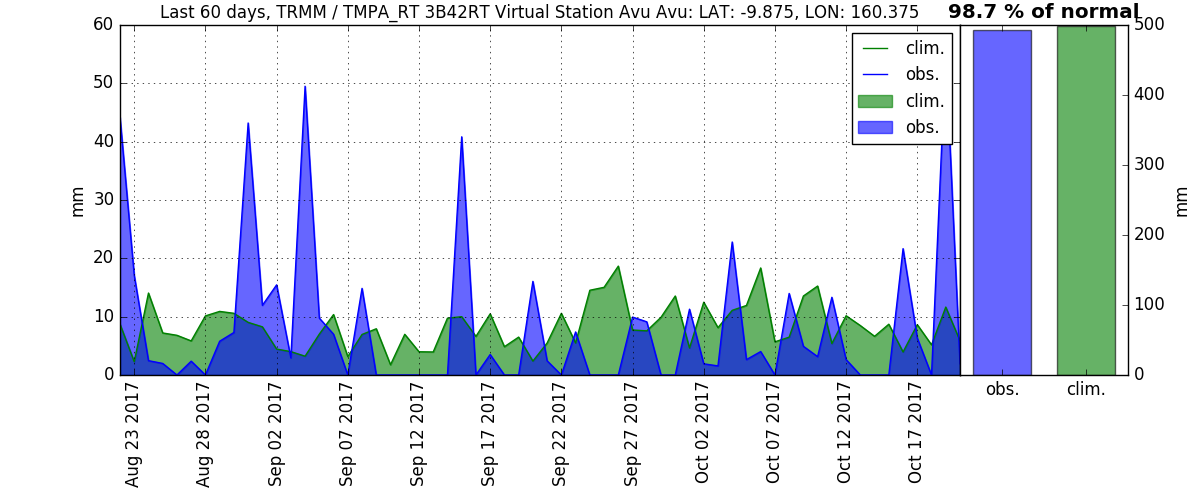 Last 60 days, TRMM / TMPA_RT 3B42RT Virtual Station Avu Avu: LAT: -9.875, LON: 160.375
98.7 % of normal
60
50
40
30
20
10
0
mm
clim.
obs.
clim.
obs.
Aug 23 2017
Aug 28 2017
Sep 02 2017
Sep 07 2017
Sep 12 2017
Sep 17 2017
Sep 22 2017
Sep 27 2017
Oct 02 2017
Oct 07 2017
Oct 12 2017
Oct 17 2017
500
400
300
200
100
0
mm
obs.
clim.